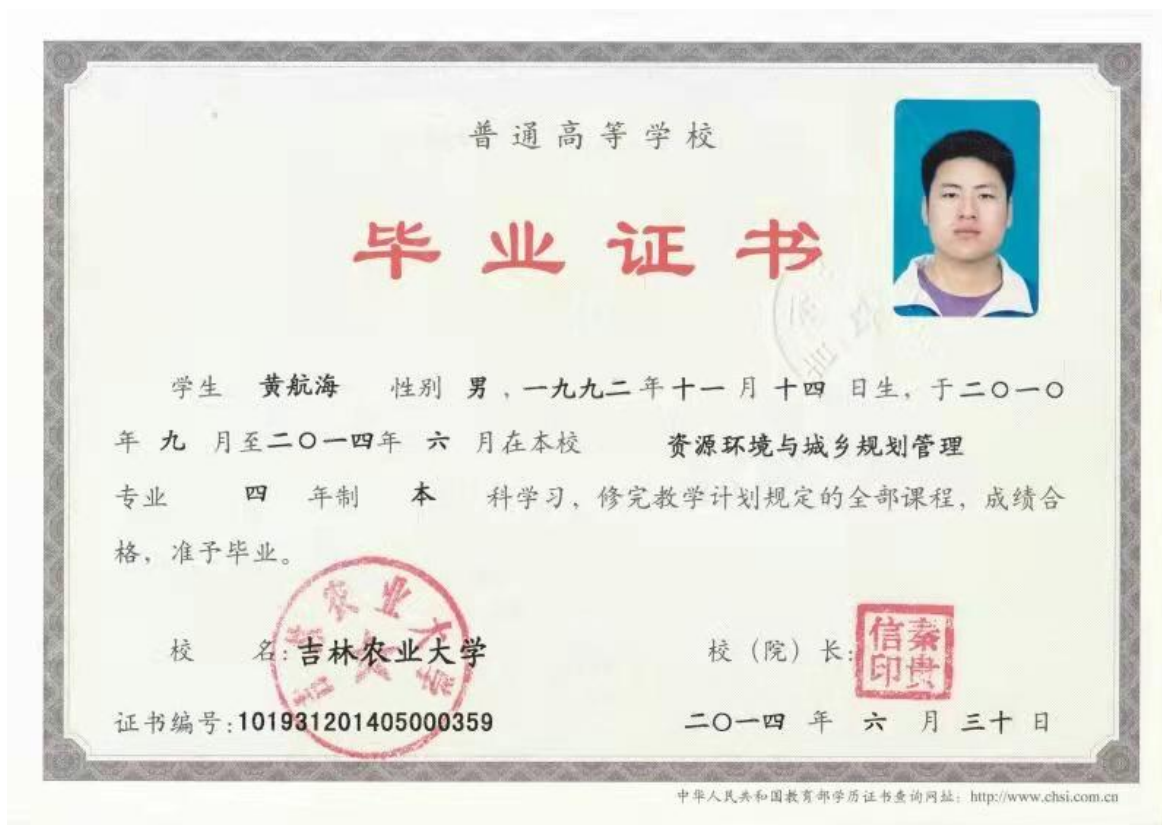 普通高等学校
毕业证书
学生 黄航海 性别 男，一九九二年十一月十四日生，于二〇一〇
年九月至二〇一四年六月在本校 资源环境与城乡规划管理
专业 四 年制 本 科学习，修完教学计划规定的全部课程，成绩合
格，准予毕业。
校 名：吉林农业大学
校（院）长：
秦贵信印
证书编号：101931201405000359
二〇一四年六月三十日
中华人民共和国教育部学历证书查询网址：http://www.chsi.com.cn